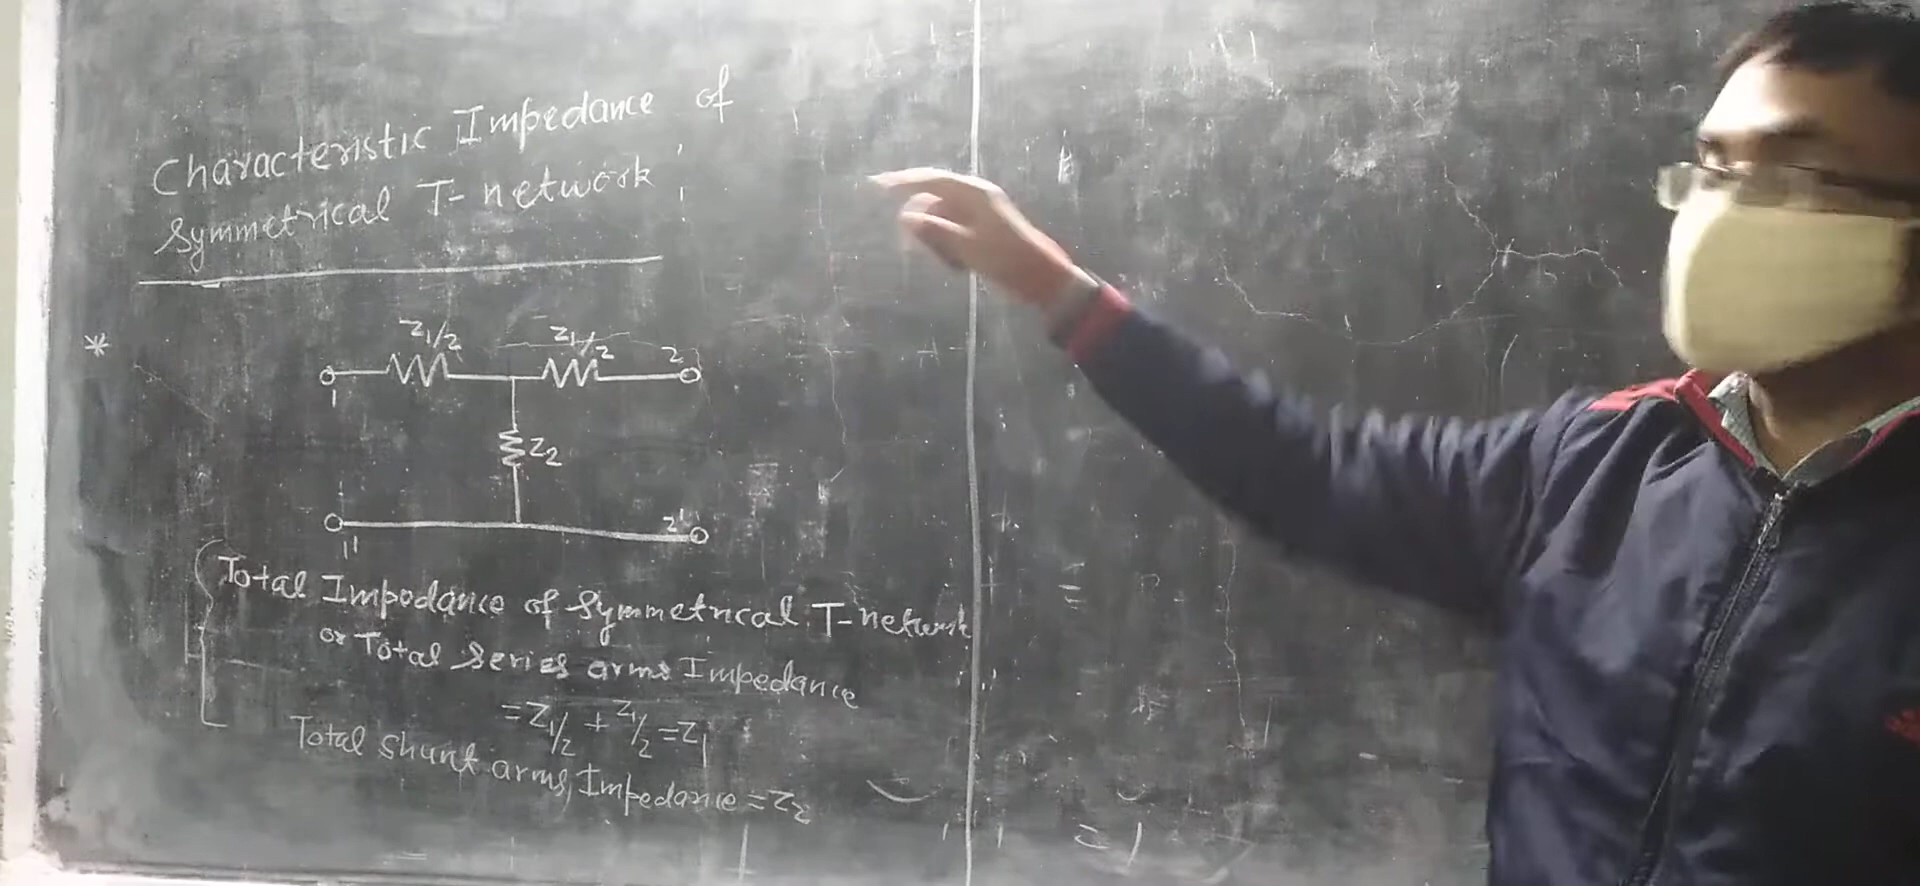 Characteristic Impedance of
Symmetrical T-network :
*
Z1/2
Z1/2
2
1
Z2
1'
2'
Total Impedance of Symmetrical T-network
or Total Series arms Impedance
= Z1/2 + Z1/2 = Z1
Total Shunt arms Impedance = Z2